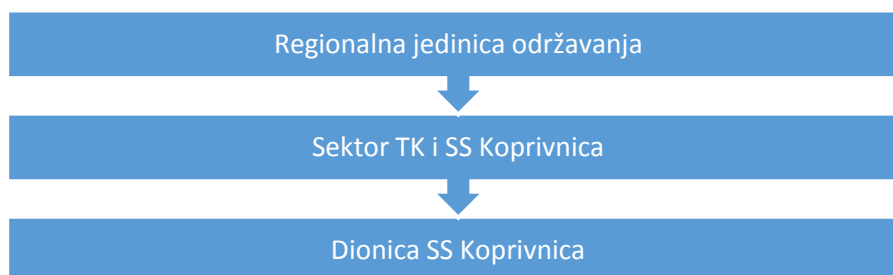 Regionalna jedinica održavanja
Sektor TK i SS Koprivnica
Dionica SS Koprivnica